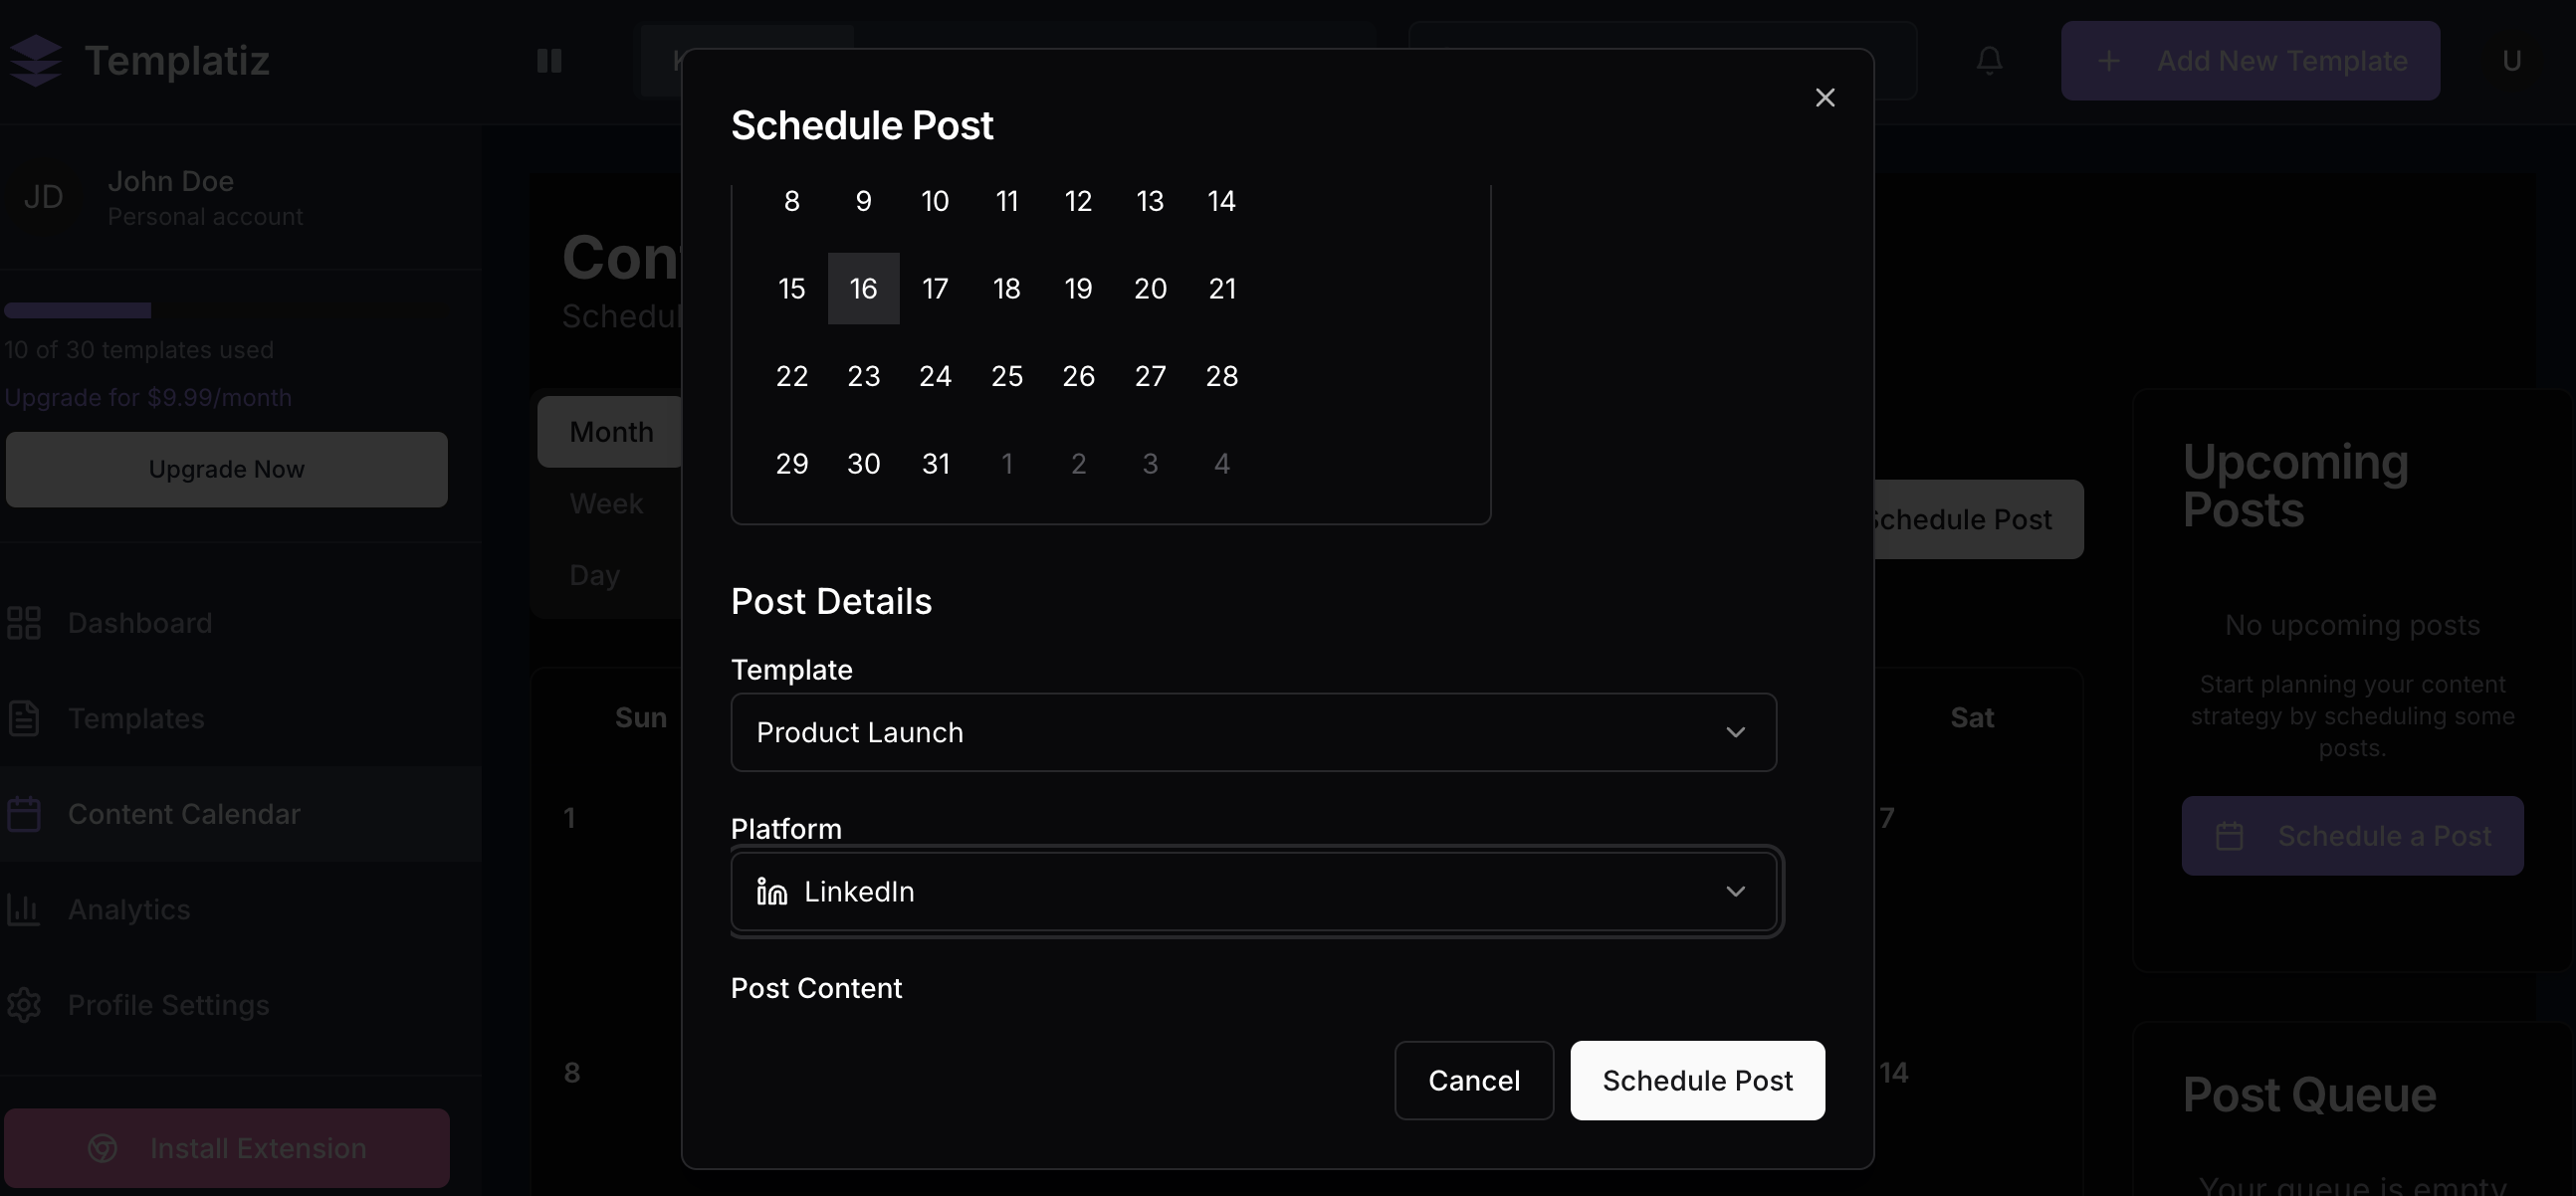 Templatiz
Add New Template
U
John Doe
JD
Personal account
10 of 30 templates used
Upgrade for $9.99/month
Upgrade Now
Dashboard
Templates
Content Calendar
Analytics
Profile Settings
Install Extension
Con
Schedul
Month
Week
Day
Sun
1
8
Schedule Post
8 9 10 11 12 13 14
15 16 17 18 19 20 21
22 23 24 25 26 27 28
29 30 31 1 2 3 4
Post Details
Template
Product Launch
Platform
LinkedIn
Post Content
Cancel
Schedule Post
Schedule Post
Sat
7
14
Upcoming
Posts
No upcoming posts
Start planning your content
strategy by scheduling some
posts.
Schedule a Post
Post Queue
Your queue is empty